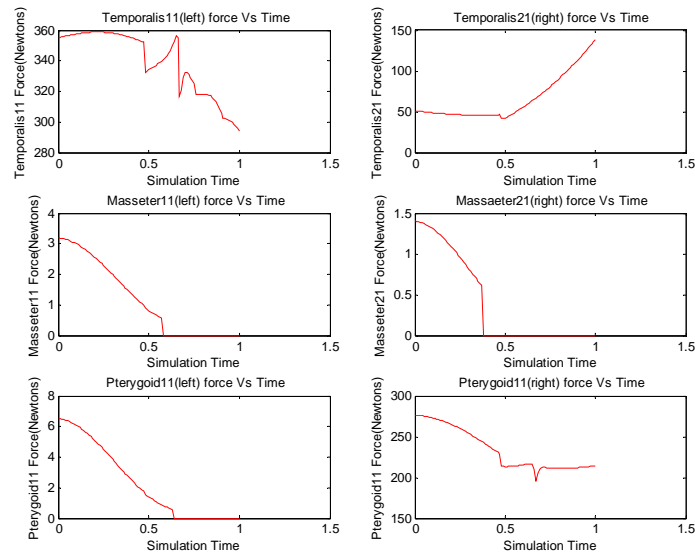 Temporalis11(left) force Vs Time
Temporalis11 Force(Newtons)
360
340
320
300
280
0
0.5
1
1.5
Simulation Time
Temporalis21(right) force Vs Time
Temporalis21 Force(Newtons)
150
100
50
0
0
0.5
1
1.5
Simulation Time
Masseter11(left) force Vs Time
Masseter11 Force(Newtons)
4
3
2
1
0
0
0.5
1
1.5
Simulation Time
Massaeter21(right) force Vs Time
Masseter21 Force(Newtons)
1.5
1
0.5
0
0
0.5
1
1.5
Simulation Time
Pterygoid11(left) force Vs Time
Pterygoid11 Force(Newtons)
8
6
4
2
0
0
0.5
1
1.5
Simulation Time
Pterygoid11(right) force Vs Time
Pterygoid11 Force(Newtons)
300
250
200
150
0
0.5
1
1.5
Simulation Time